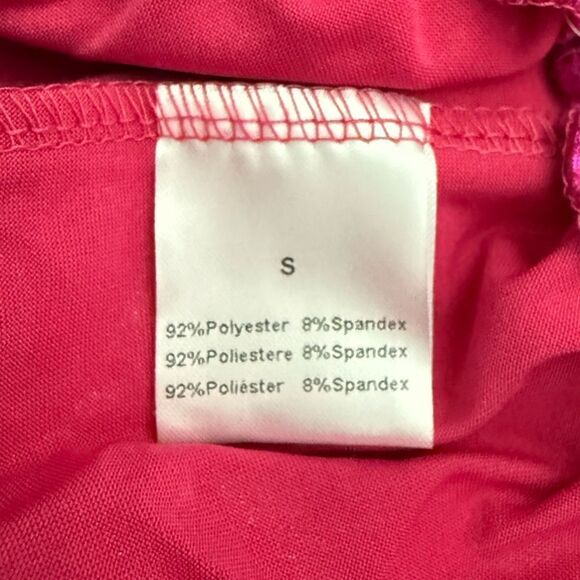 S
92%Polyester 8%Spandex
92%Poliestere 8%Spandex
92%Poliéster 8%Spandex